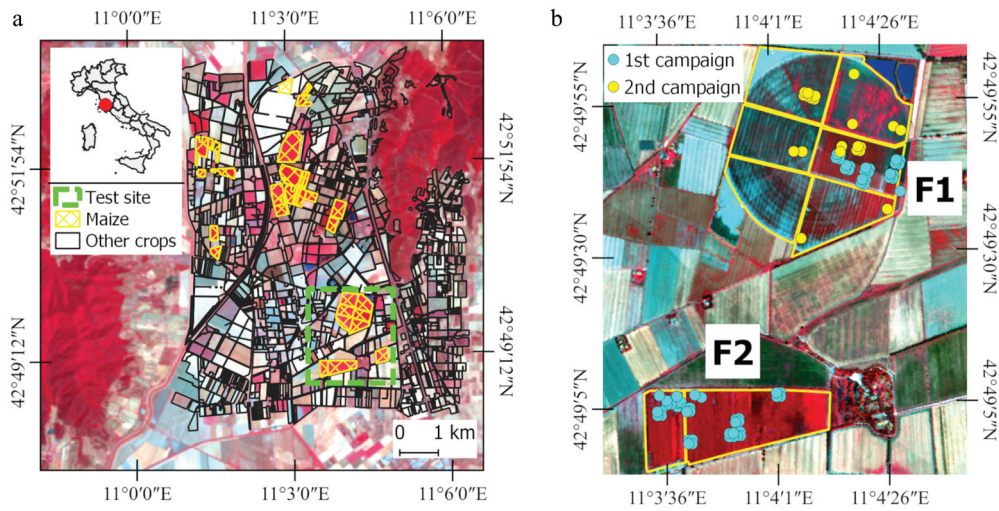 a
11°0'0"E 11°3'0"E 11°6'0"E
42°51'54"N
42°49'12"N
Test site
Maize
Other crops
0 1 km
42°51'54"N
42°49'12"N
11°0'0"E 11°3'0"E 11°6'0"E
b
11°3'36"E 11°4'1"E 11°4'26"E
1st campaign
2nd campaign
42°49'55"N
42°49'30"N
42°49'5"N
F1
F2
42°49'55"N
42°49'30"N
42°49'5"N
11°3'36"E 11°4'1"E 11°4'26"E